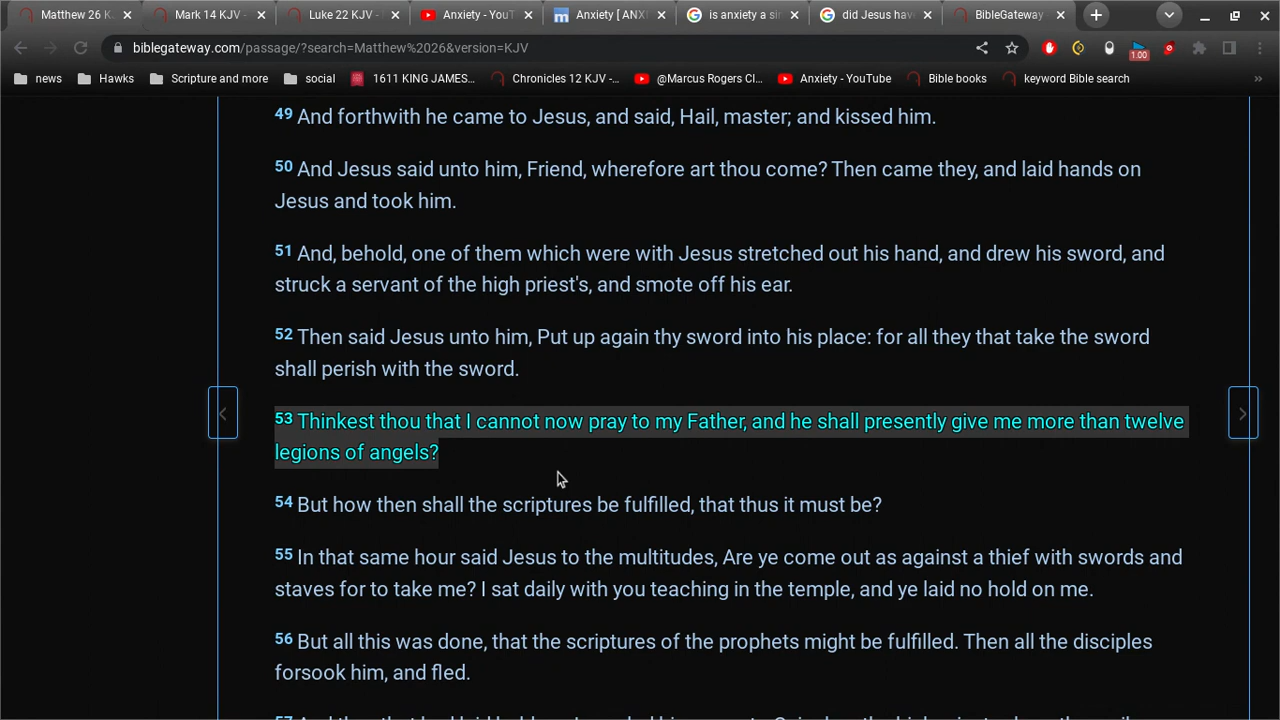 Matthew 26 K
Mark 14 KJV -
Luke 22 KJV -
Anxiety - YouTu
Anxiety [ ANXI
is anxiety a sin
did Jesus have
BibleGateway
biblegateway.com/passage/?search=Matthew%2026&version=KJV
1.00
news
Hawks
Scripture and more
social
1611 KING JAMES...
Chronicles 12 KJV -...
@Marcus Rogers Cl...
Anxiety - YouTube
Bible books
keyword Bible search
49 And forthwith he came to Jesus, and said, Hail, master; and kissed him.
50 And Jesus said unto him, Friend, wherefore art thou come? Then came they, and laid hands on
Jesus and took him.
51 And, behold, one of them which were with Jesus stretched out his hand, and drew his sword, and
struck a servant of the high priest's, and smote off his ear.
52 Then said Jesus unto him, Put up again thy sword into his place: for all they that take the sword
shall perish with the sword.
53 Thinkest thou that I cannot now pray to my Father, and he shall presently give me more than twelve
legions of angels?
54 But how then shall the scriptures be fulfilled, that thus it must be?
55 In that same hour said Jesus to the multitudes, Are ye come out as against a thief with swords and
staves for to take me? I sat daily with you teaching in the temple, and ye laid no hold on me.
56 But all this was done, that the scriptures of the prophets might be fulfilled. Then all the disciples
forsook him, and fled.